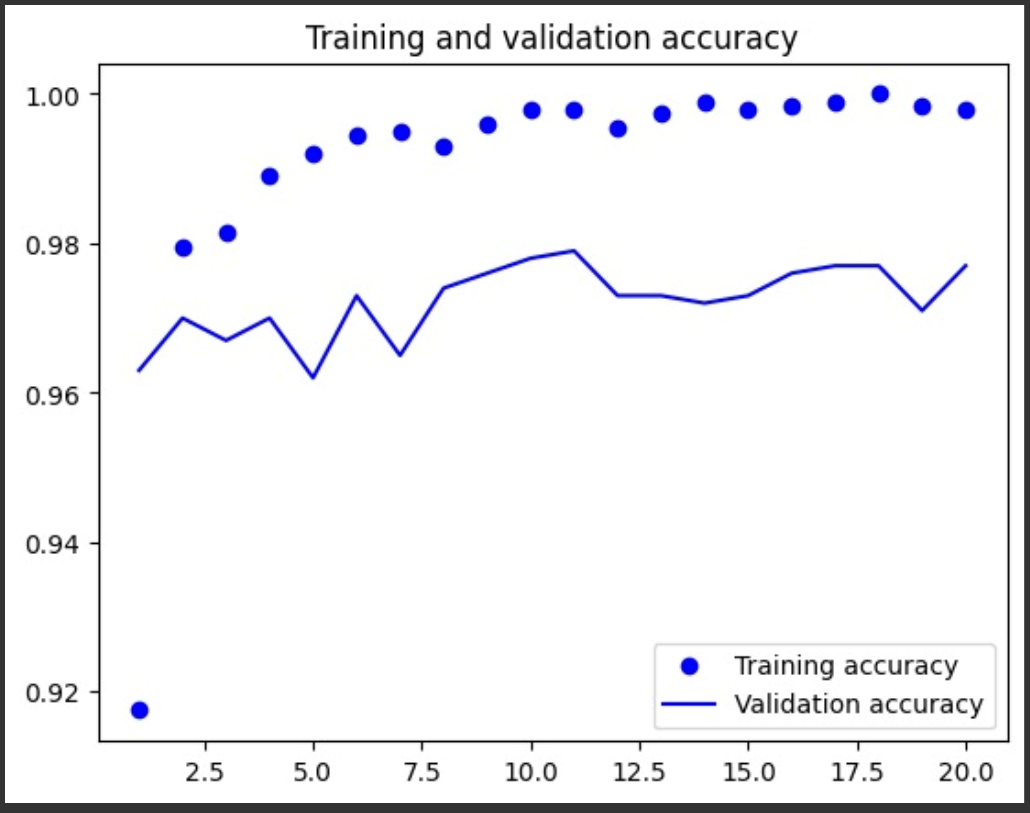 Training and validation accuracy
1.00
0.98
0.96
0.94
0.92
Training accuracy
Validation accuracy
2.5 5.0 7.5 10.0 12.5 15.0 17.5 20.0